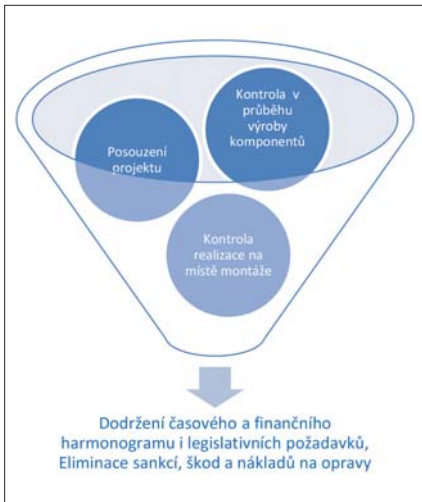 Kontrola v
průběhu
výroby
komponentů
Posouzení
projektu
Kontrola
realizace na
místě montáže
Dodržení časového a finančního
harmonogramu i legislativních požadavků,
Eliminace sankcí, škod a nákladů na opravy